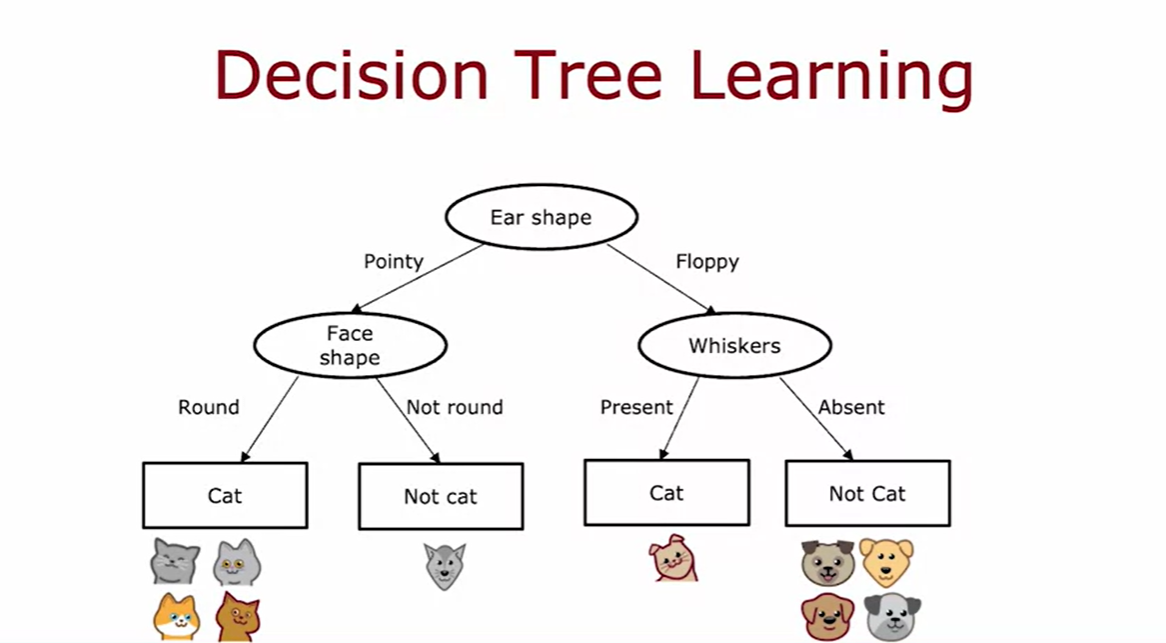 Decision Tree Learning
Ear shape
Pointy
Floppy
Face
shape
Whiskers
Round
Not round
Present
Absent
Cat
Not cat
Cat
Not Cat